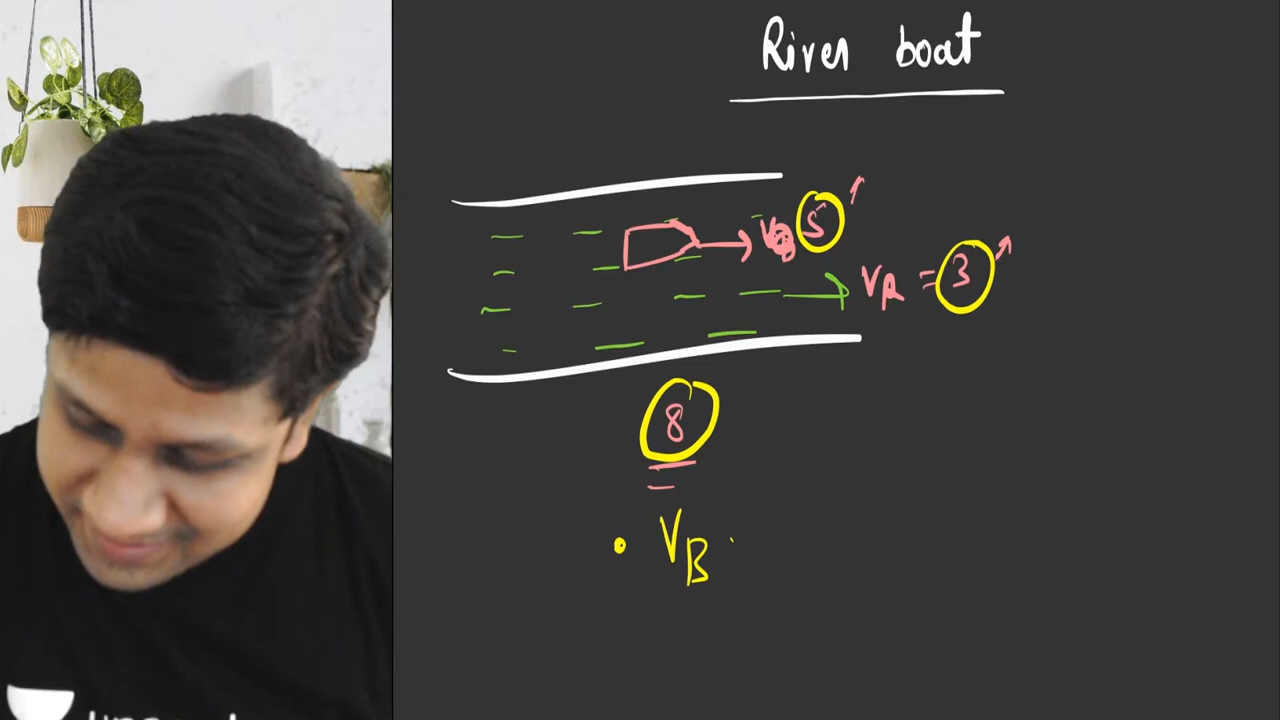 River boat
5
VR = 3
8
• VB